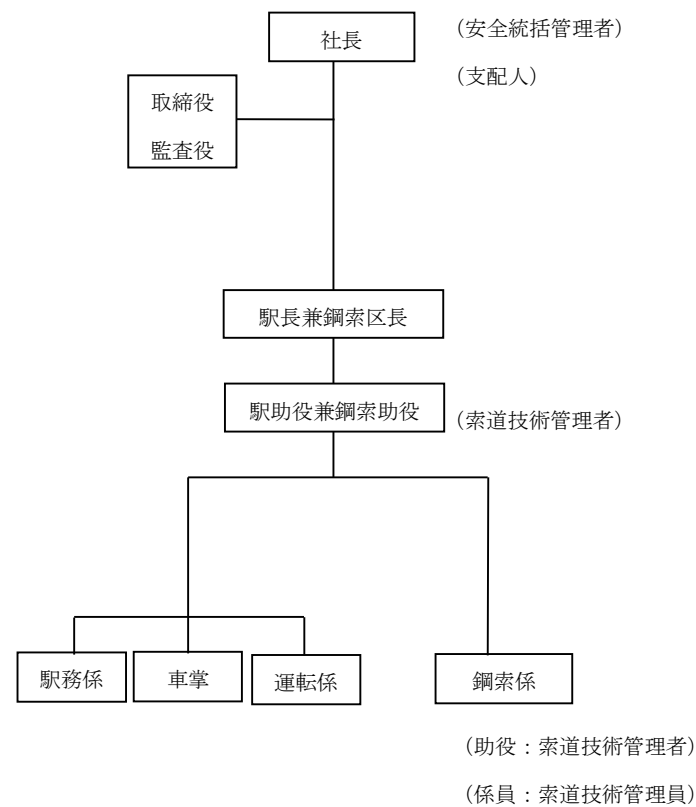 社長
（安全統括管理者）
（支配人）
取締役
監査役
駅長兼鋼索区長
駅助役兼鋼索助役
（索道技術管理者）
駅務係
車掌
運転係
鋼索係
（助役：索道技術管理者）
（係員：索道技術管理員）